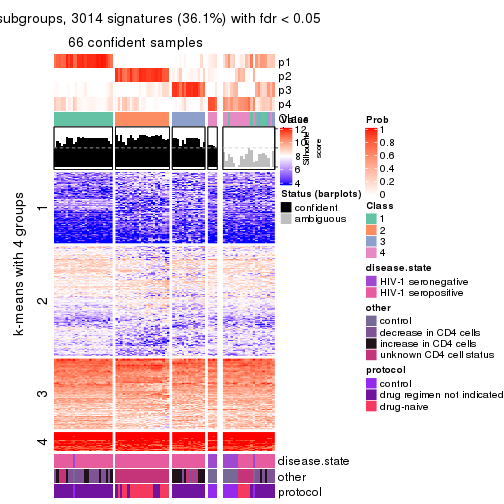 subgroups, 3014 signatures (36.1%) with fdr < 0.05
66 confident samples
p1
p2
p3
p4
Class
Value
12
10
8
6
4
Silhouette
score
Status (barplots)
confident
ambiguous
Prob
1
0.8
0.6
0.4
0.2
0
Class
1
2
3
4
disease.state
HIV-1 seronegative
HIV-1 seropositive
other
control
decrease in CD4 cells
increase in CD4 cells
unknown CD4 cell status
protocol
control
drug regimen not indicated
drug-naive
k-means with 4 groups
1
2
3
4
disease.state
other
protocol